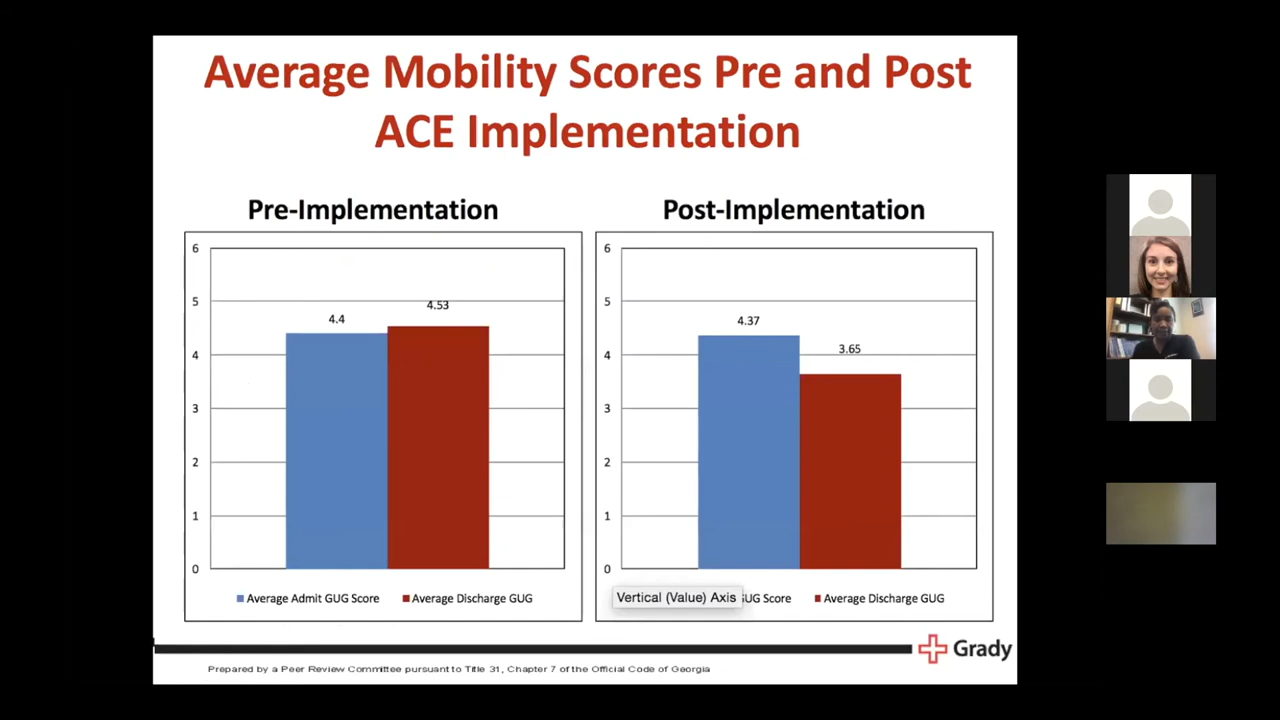 Average Mobility Scores Pre and Post
ACE Implementation
Pre-Implementation
6
5
4
3
2
1
0
4.4
4.53
Average Admit GUG Score
Average Discharge GUG
Post-Implementation
6
5
4
3
2
1
0
4.37
3.65
Vertical (Value) Axis
GUG Score
Average Discharge GUG
Grady
Prepared by a Peer Review Committee pursuant to Title 31, Chapter 7 of the Official Code of Georgia